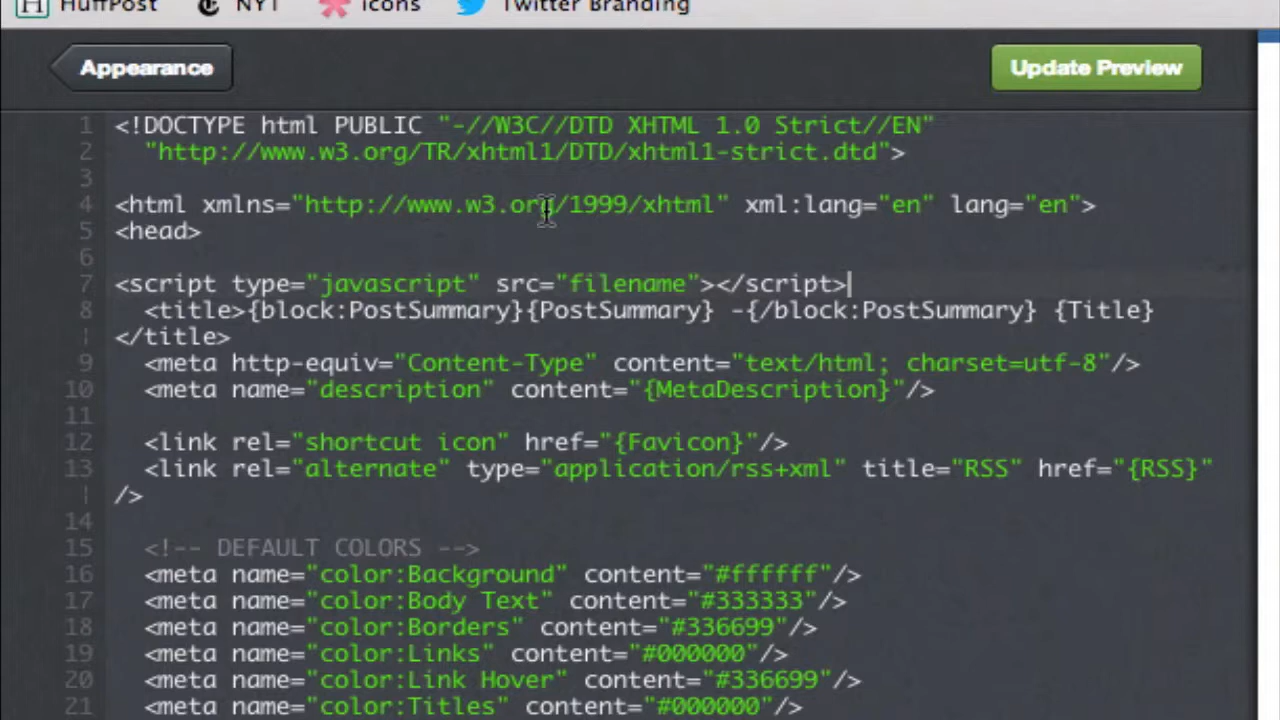 HuffPost NYT Icons Twitter Branding
Appearance Update Preview
1 <!DOCTYPE html PUBLIC "-//W3C//DTD XHTML 1.0 Strict//EN"
2 "http://www.w3.org/TR/xhtml1/DTD/xhtml1-strict.dtd">
3
4 <html xmlns="http://www.w3.org/1999/xhtml" xml:lang="en" lang="en">
5 <head>
6
7 <script type="javascript" src="filename"></script>
8 <title>{block:PostSummary}{PostSummary} -{/block:PostSummary} {Title}
</title>
9 <meta http-equiv="Content-Type" content="text/html; charset=utf-8"/>
10 <meta name="description" content="{MetaDescription}"/>
11
12 <link rel="shortcut icon" href="{Favicon}"/>
13 <link rel="alternate" type="application/rss+xml" title="RSS" href="{RSS}"
/>
14
15 <!-- DEFAULT COLORS -->
16 <meta name="color:Background" content="#ffffff"/>
17 <meta name="color:Body Text" content="#333333"/>
18 <meta name="color:Borders" content="#336699"/>
19 <meta name="color:Links" content="#000000"/>
20 <meta name="color:Link Hover" content="#336699"/>
21 <meta name="color:Titles" content="#000000"/>